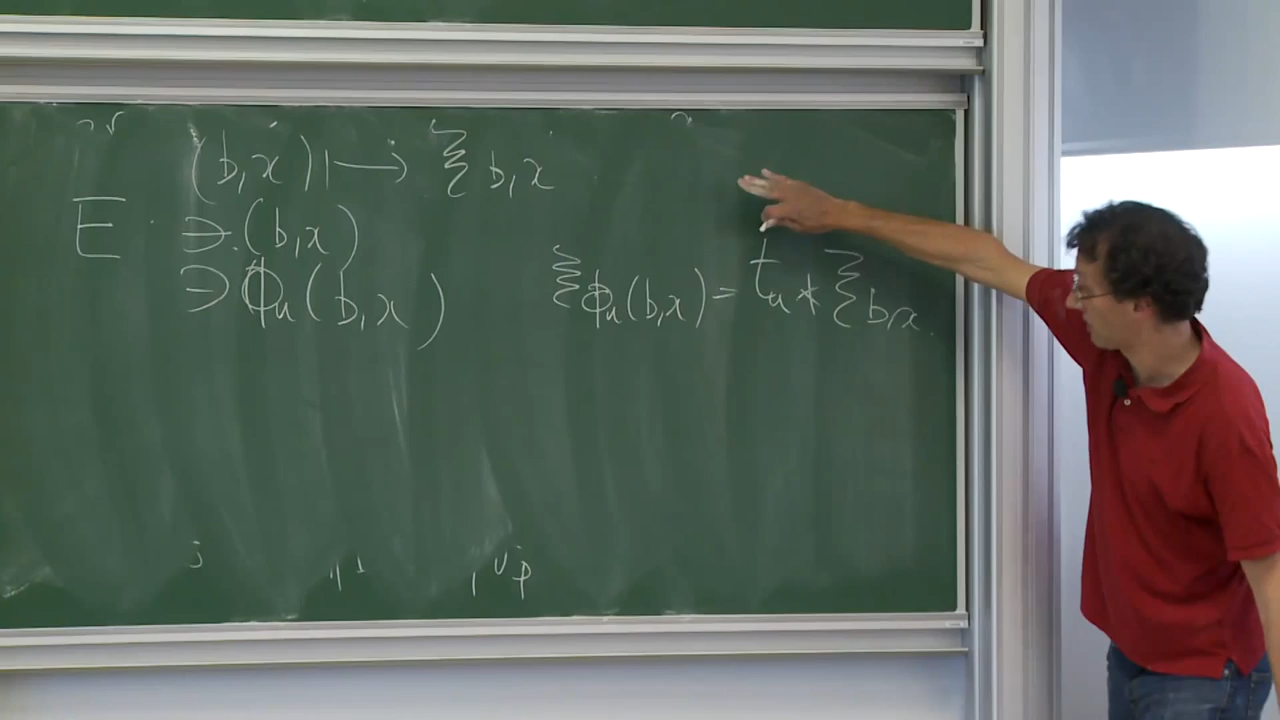 (b,x) ↦ ξ_{b,x}
E ∋ (b,x)
∋ ϕ_u(b,x)
ξ_{ϕ_u(b,x)} = t_u * ξ_{b,x}.